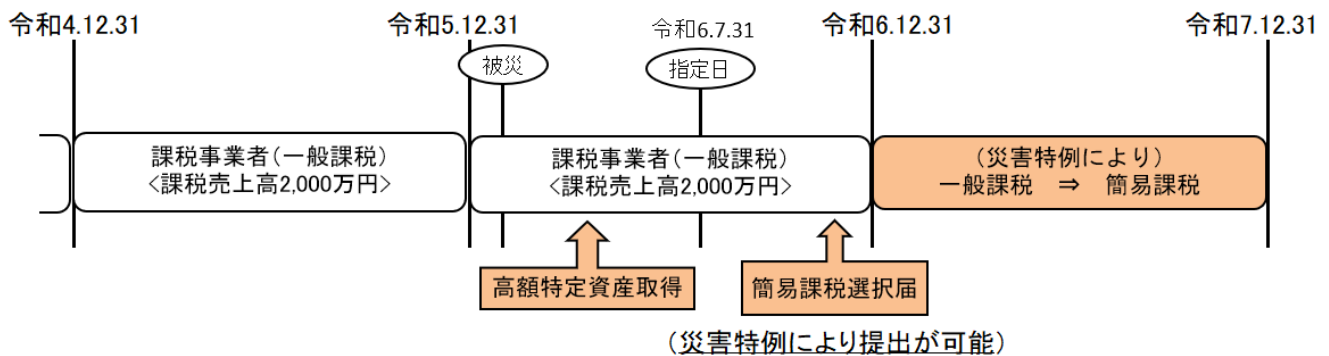 令和4.12.31
令和5.12.31
令和6.7.31
令和6.12.31
令和7.12.31
被災
指定日
課税事業者(一般課税)
<課税売上高2,000万円>
課税事業者(一般課税)
<課税売上高2,000万円>
(災害特例により)
一般課税 ⇒ 簡易課税
高額特定資産取得
簡易課税選択届
(災害特例により提出が可能)